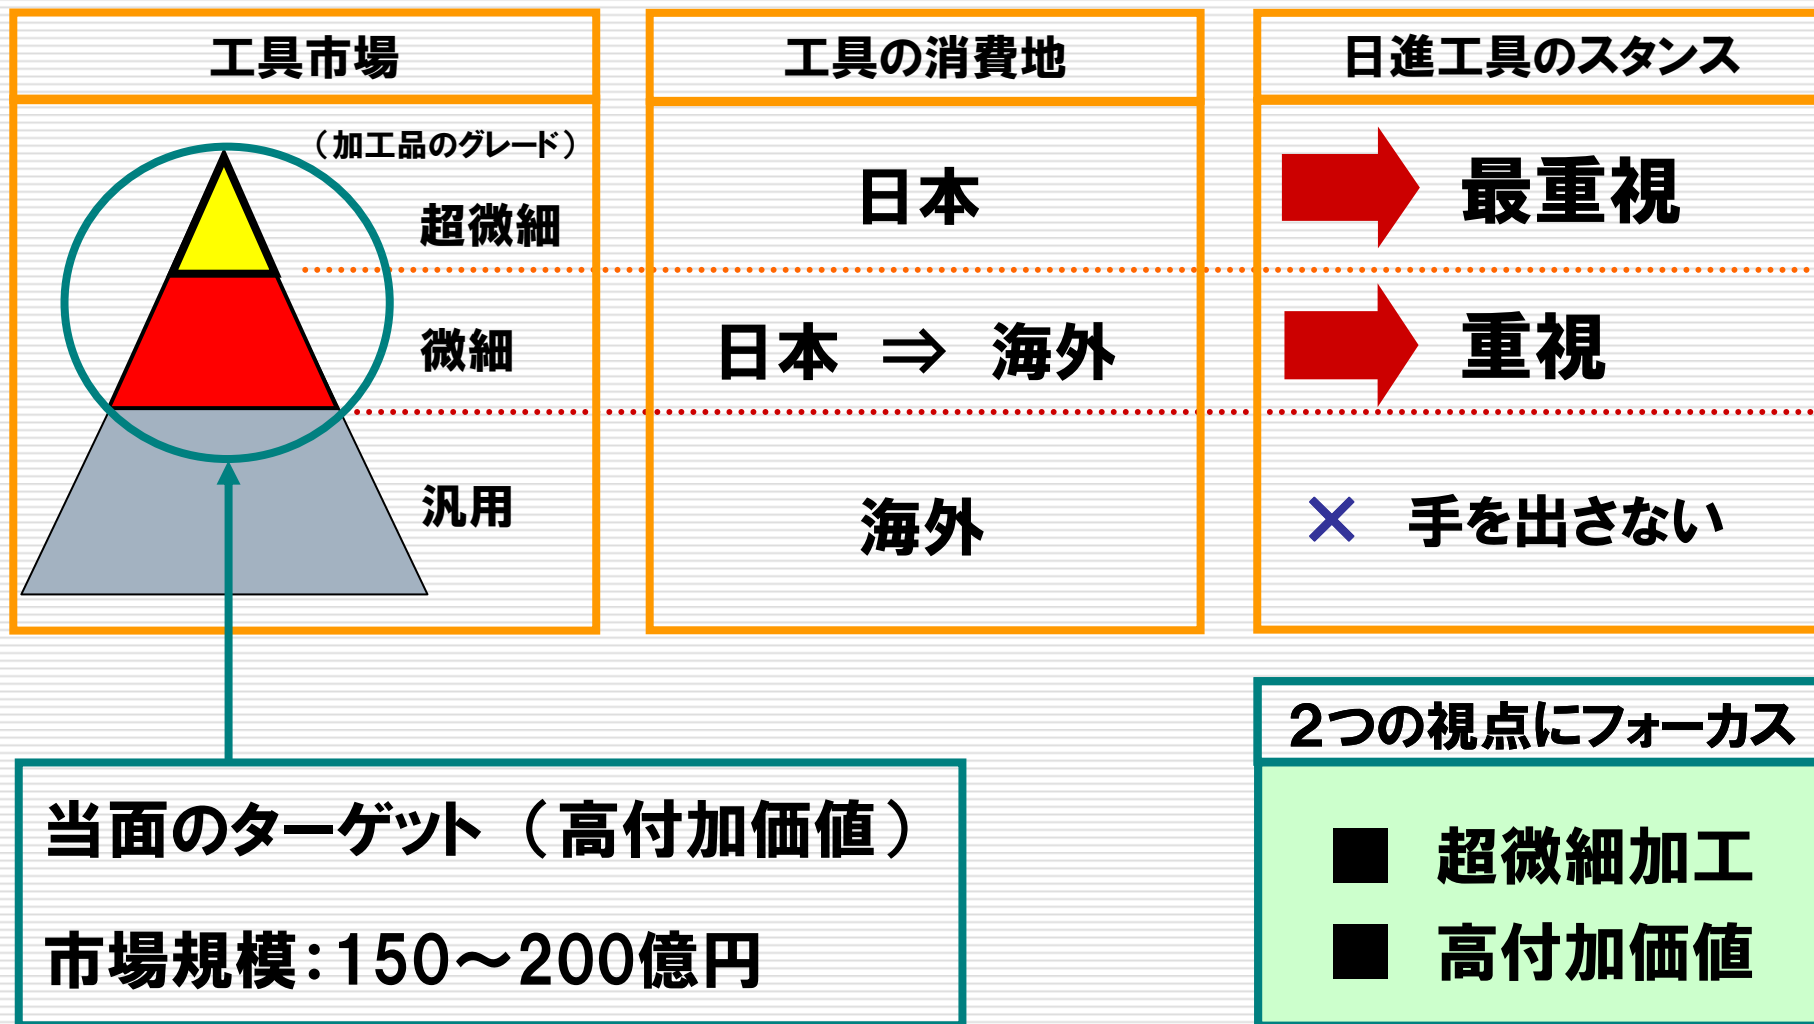 工具市場
(加工品のグレード)
超微細
微細
汎用
工具の消費地
日本
日本 ⇒ 海外
海外
日進工具のスタンス
最重視
重視
× 手を出さない
当面のターゲット(高付加価値)
市場規模:150~200億円
2つの視点にフォーカス
■ 超微細加工
■ 高付加価値